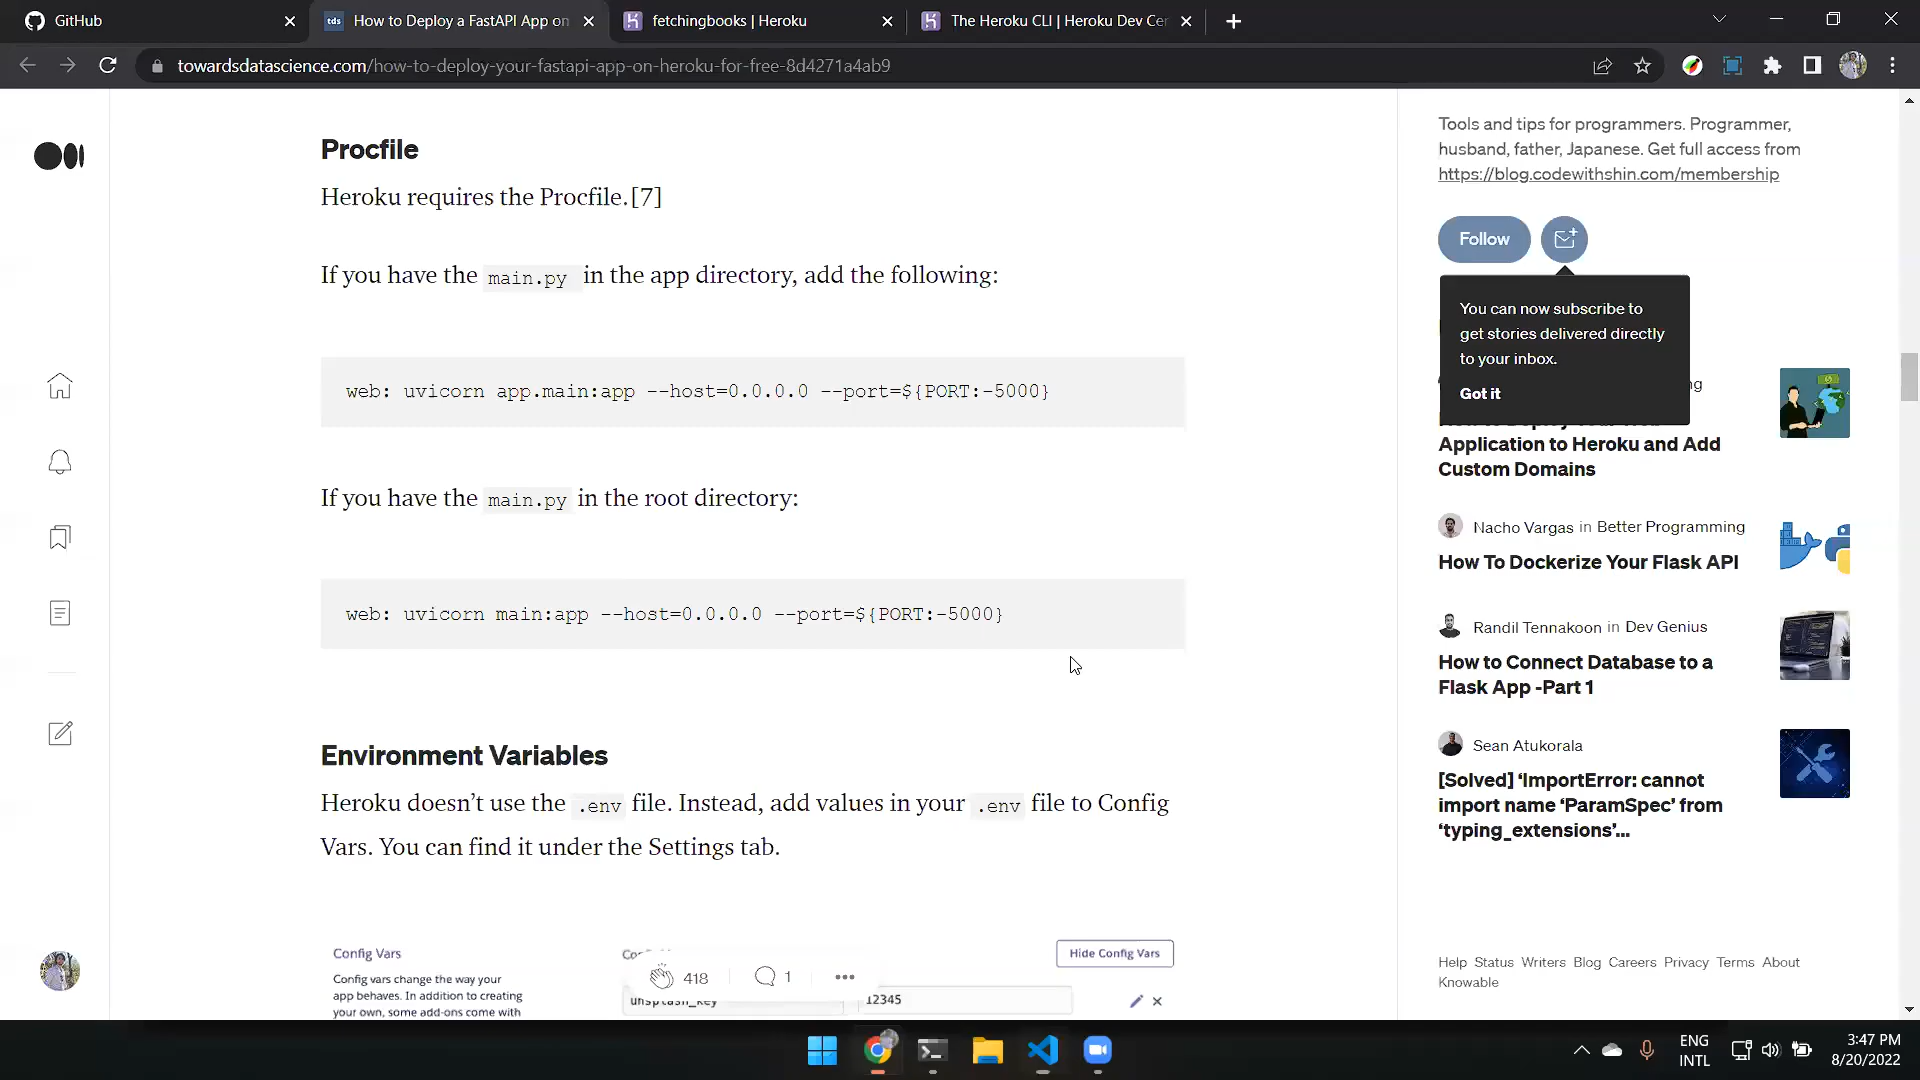 GitHub
tds How to Deploy a FastAPI App on
fetchingbooks | Heroku
The Heroku CLI | Heroku Dev Cer
towardsdatascience.com/how-to-deploy-your-fastapi-app-on-heroku-for-free-8d4271a4ab9
Procfile
Heroku requires the Procfile.[7]
If you have the main.py in the app directory, add the following:
web: uvicorn app.main:app --host=0.0.0.0 --port=${PORT:-5000}
If you have the main.py in the root directory:
web: uvicorn main:app --host=0.0.0.0 --port=${PORT:-5000}
Environment Variables
Heroku doesn’t use the .env file. Instead, add values in your .env file to Config
Vars. You can find it under the Settings tab.
Config Vars
Hide Config Vars
Config vars change the way your
app behaves. In addition to creating
your own, some add-ons come with
418
1
unsplash_key
12345
Tools and tips for programmers. Programmer,
husband, father, Japanese. Get full access from
https://blog.codewithshin.com/membership
Follow
You can now subscribe to
get stories delivered directly
to your inbox.
Got it
Application to Heroku and Add
Custom Domains
Nacho Vargas in Better Programming
How To Dockerize Your Flask API
Randil Tennakoon in Dev Genius
How to Connect Database to a
Flask App -Part 1
Sean Atukorala
[Solved] ‘ImportError: cannot
import name ‘ParamSpec’ from
‘typing_extensions’...
Help Status Writers Blog Careers Privacy Terms About
Knowable
ENG
INTL
3:47 PM
8/20/2022